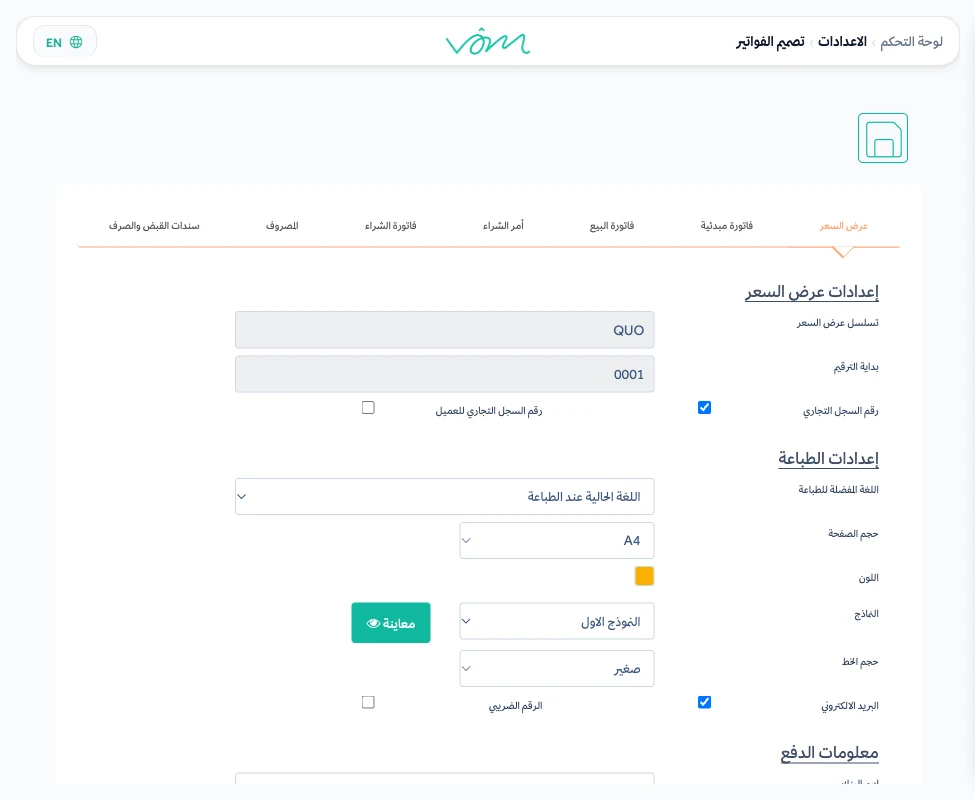 لوحة التحكم › الاعدادات › تصميم الفواتير
vôm
EN
عرض السعر
فاتورة مبدئية
فاتورة البيع
أمر الشراء
فاتورة الشراء
المصروف
سندات القبض والصرف
إعدادات عرض السعر
تسلسل عرض السعر
QUO
بداية الترقيم
0001
رقم السجل التجاري
رقم السجل التجاري للعميل
إعدادات الطباعة
اللغة المفضلة للطباعة
اللغة الحالية عند الطباعة
حجم الصفحة
A4
اللون
النماذج
النموذج الاول
معاينة
حجم الخط
صغير
البريد الالكتروني
الرقم الضريبي
معلومات الدفع